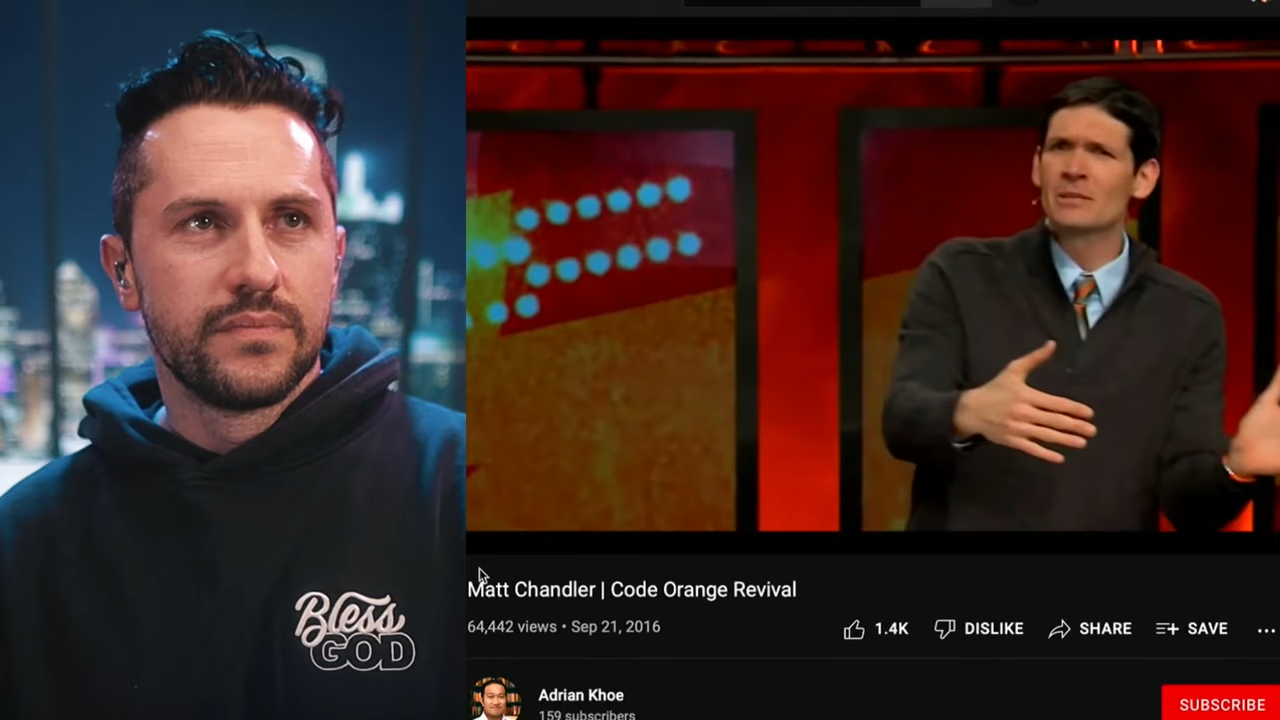 Bless
GOD
Matt Chandler | Code Orange Revival
64,442 views • Sep 21, 2016
1.4K
DISLIKE
SHARE
SAVE
Adrian Khoe
159 subscribers
SUBSCRIBE